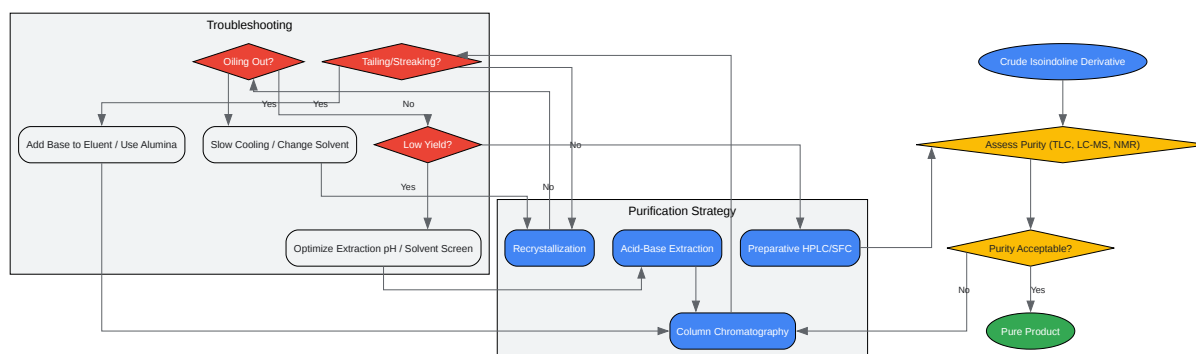 Troubleshooting
Oiling Out?
Tailing/Streaking?
Crude Isoindoline Derivative
Yes
Yes
No
Add Base to Eluent / Use Alumina
Slow Cooling / Change Solvent
Low Yield?
No
Assess Purity (TLC, LC-MS, NMR)
Yes
No
Purification Strategy
Optimize Extraction pH / Solvent Screen
Recrystallization
Acid-Base Extraction
Preparative HPLC/SFC
Purity Acceptable?
No
Yes
Column Chromatography
Pure Product